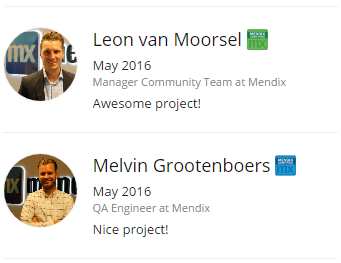 Leon van Moorsel
May 2016
Manager Community Team at Mendix
Awesome project!
Melvin Grootenboers
May 2016
QA Engineer at Mendix
Nice project!